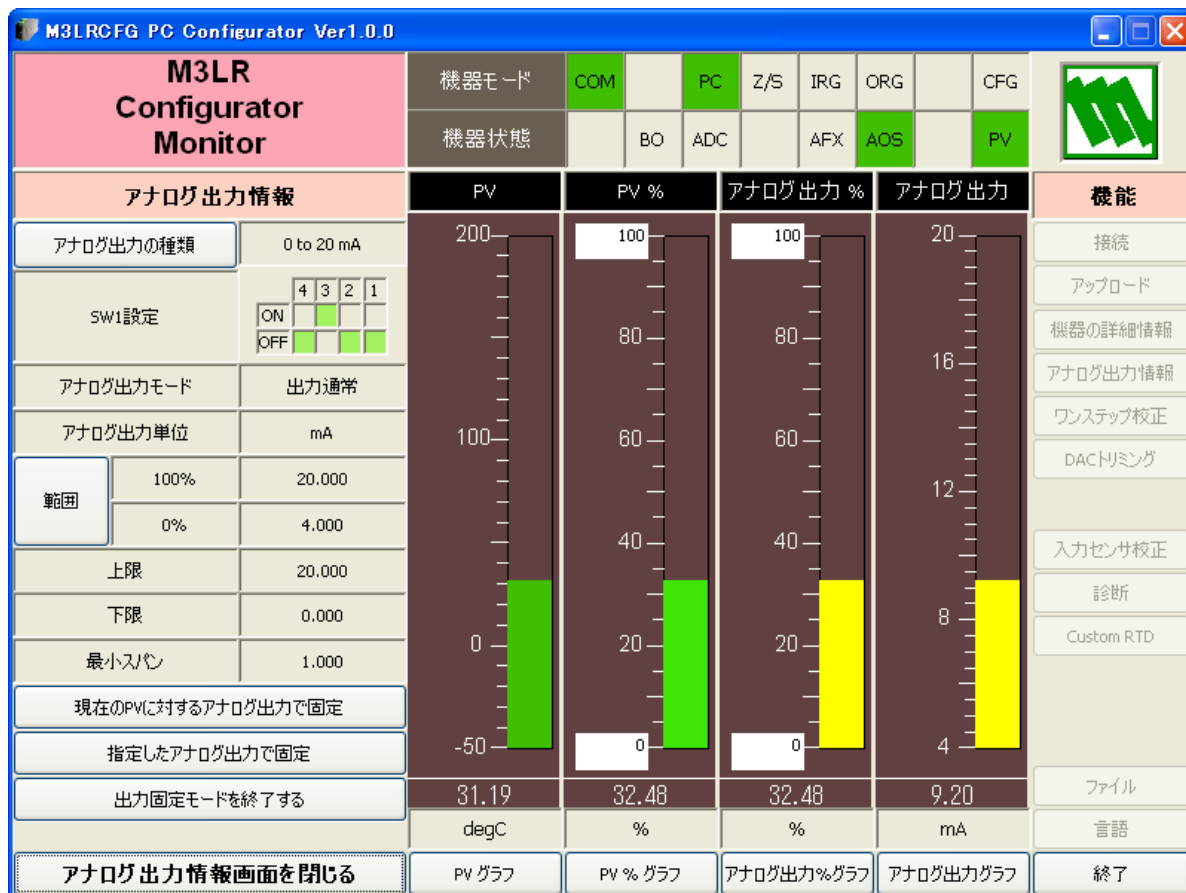 M3LRCFG PC Configurator Ver1.0.0
M3LR
Configurator
Monitor
機器モード
COM PC Z/S IRG ORG CFG
機器状態
BO ADC AFX AOS PV
アナログ出力情報
アナログ出力の種類 0 to 20 mA
SW1設定
4 3 2 1
ON
OFF
アナログ出力モード 出力通常
アナログ出力単位 mA
範囲
100% 20.000
0% 4.000
上限 20.000
下限 0.000
最小スパン 1.000
現在のPVに対するアナログ出力で固定
指定したアナログ出力で固定
出力固定モードを終了する
アナログ出力情報画面を閉じる
PV
200
100
0
-50
31.19
degC
PV グラフ
PV %
100
80
60
40
20
0
32.48
%
PV % グラフ
アナログ出力 %
100
80
60
40
20
0
32.48
%
アナログ出力%グラフ
アナログ出力
20
16
12
8
4
9.20
mA
アナログ出力グラフ
機能
接続
アップロード
機器の詳細情報
アナログ出力情報
ワンステップ校正
DACトリミング
入力センサ校正
診断
Custom RTD
ファイル
言語
終了